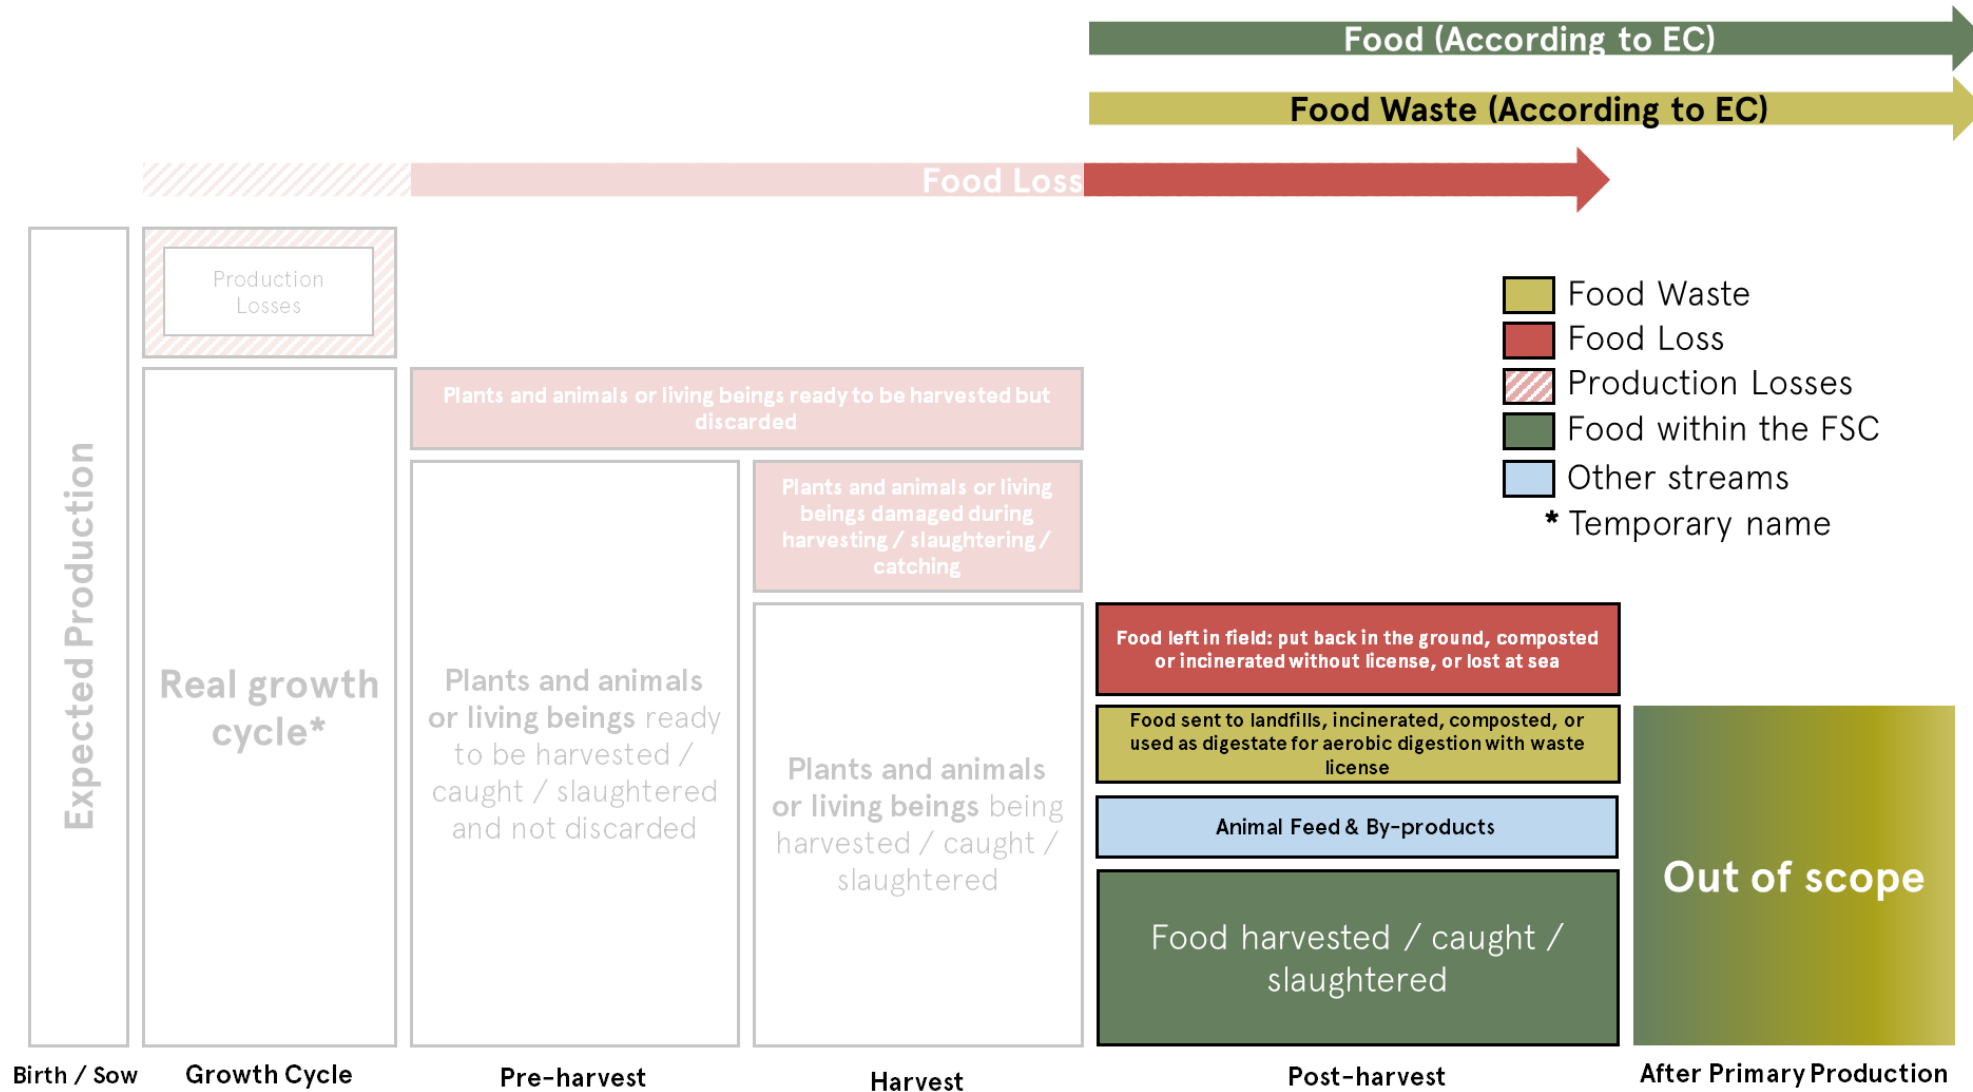 Food (According to EC)
Food Waste (According to EC)
Food Loss
Production
Losses
Food Waste
Food Loss
Production Losses
Food within the FSC
Other streams
* Temporary name
Plants and animals or living beings ready to be harvested but
discarded
Plants and animals or living
beings damaged during
harvesting / slaughtering /
catching
Expected Production
Real growth
cycle*
Plants and animals
or living beings ready
to be harvested /
caught / slaughtered
and not discarded
Plants and animals
or living beings being
harvested / caught /
slaughtered
Food left in field: put back in the ground, composted
or incinerated without license, or lost at sea
Food sent to landfills, incinerated, composted, or
used as digestate for aerobic digestion with waste
license
Animal Feed & By-products
Food harvested / caught /
slaughtered
Out of scope
Birth / Sow
Growth Cycle
Pre-harvest
Harvest
Post-harvest
After Primary Production